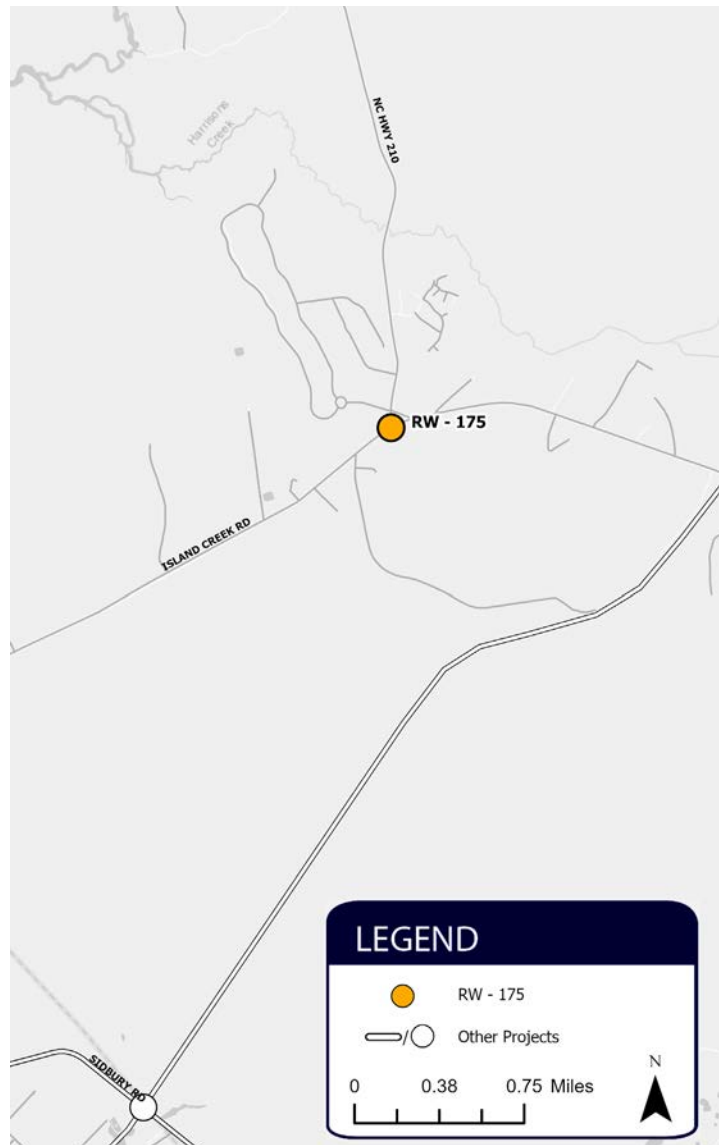 Harrisons
Creek
NC HWY 210
RW - 175
ISLAND CREEK RD
SIDBURY RD
LEGEND
RW - 175
Other Projects
0 0.38 0.75 Miles
N